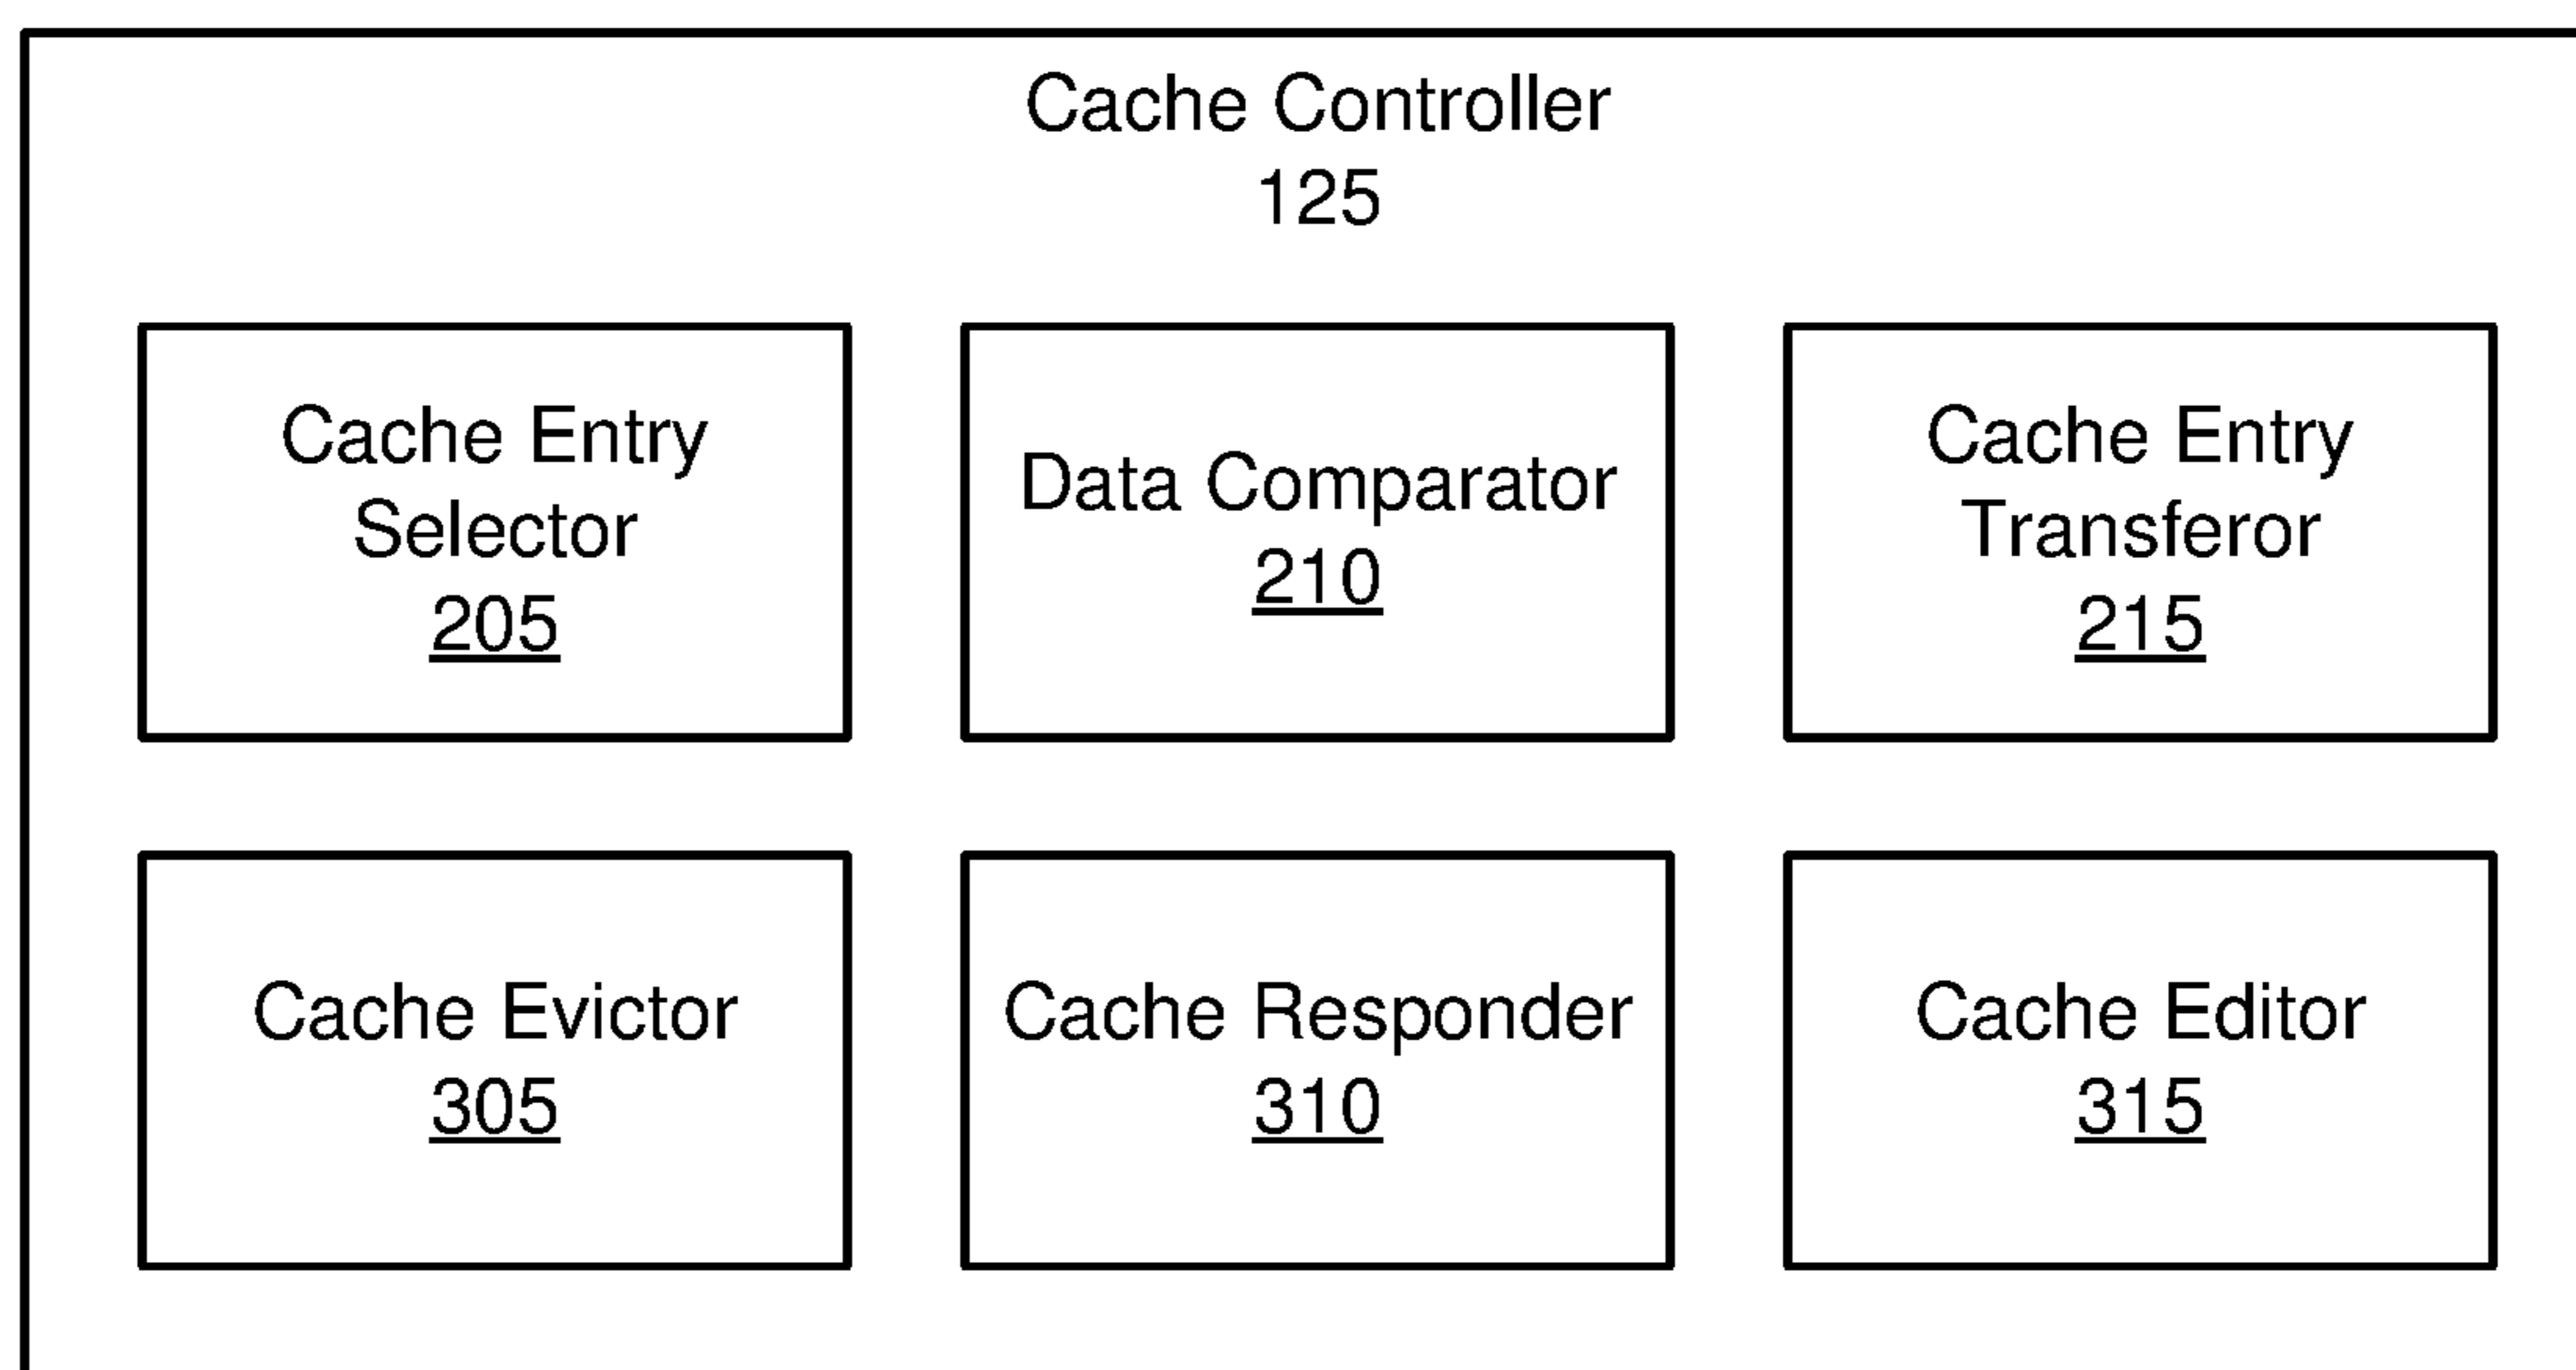 Cache Controller
125
Cache Entry
Selector
205
Data Comparator
210
Cache Entry
Transferor
215
Cache Evictor
305
Cache Responder
310
Cache Editor
315